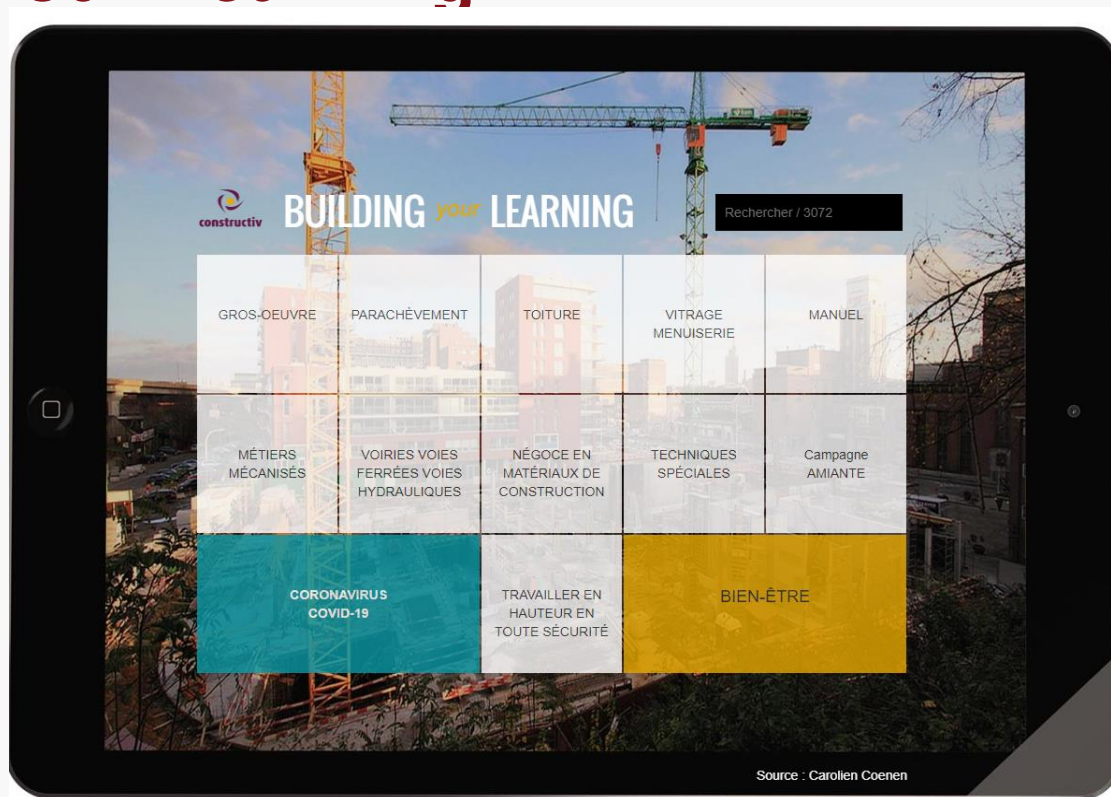 constructiv
BUILDING your LEARNING
Rechercher / 3072
GROS-OEUVRE
PARACHÈVEMENT
TOITURE
VITRAGE
MENUISERIE
MANUEL
MÉTIERS
MÉCANISÉS
VOIRIES VOIES
FERRÉES VOIES
HYDRAULIQUES
NÉGOCE EN
MATÉRIAUX DE
CONSTRUCTION
TECHNIQUES
SPÉCIALES
Campagne
AMIANTE
CORONAVIRUS
COVID-19
TRAVAILLER EN
HAUTEUR EN
TOUTE SÉCURITÉ
BIEN-ÊTRE
Source : Carolien Coenen